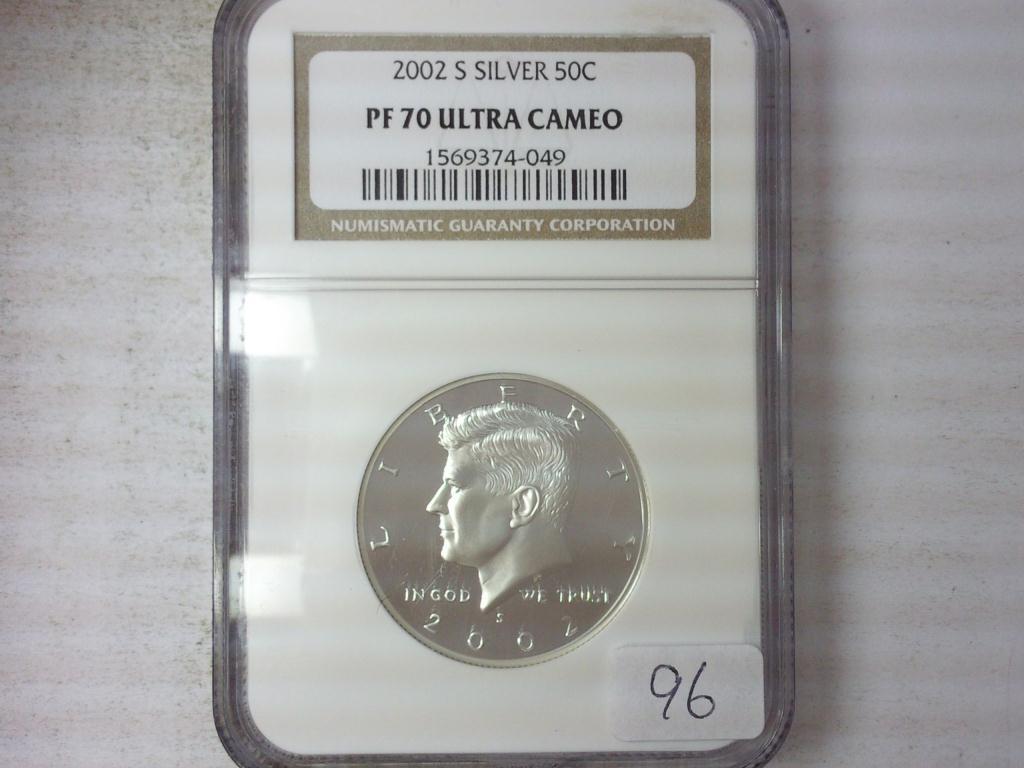 2002 S SILVER 50C
PF 70 ULTRA CAMEO
1569374-049
NUMISMATIC GUARANTY CORPORATION
LIBERTY
IN GOD WE TRUST
S
2002
96